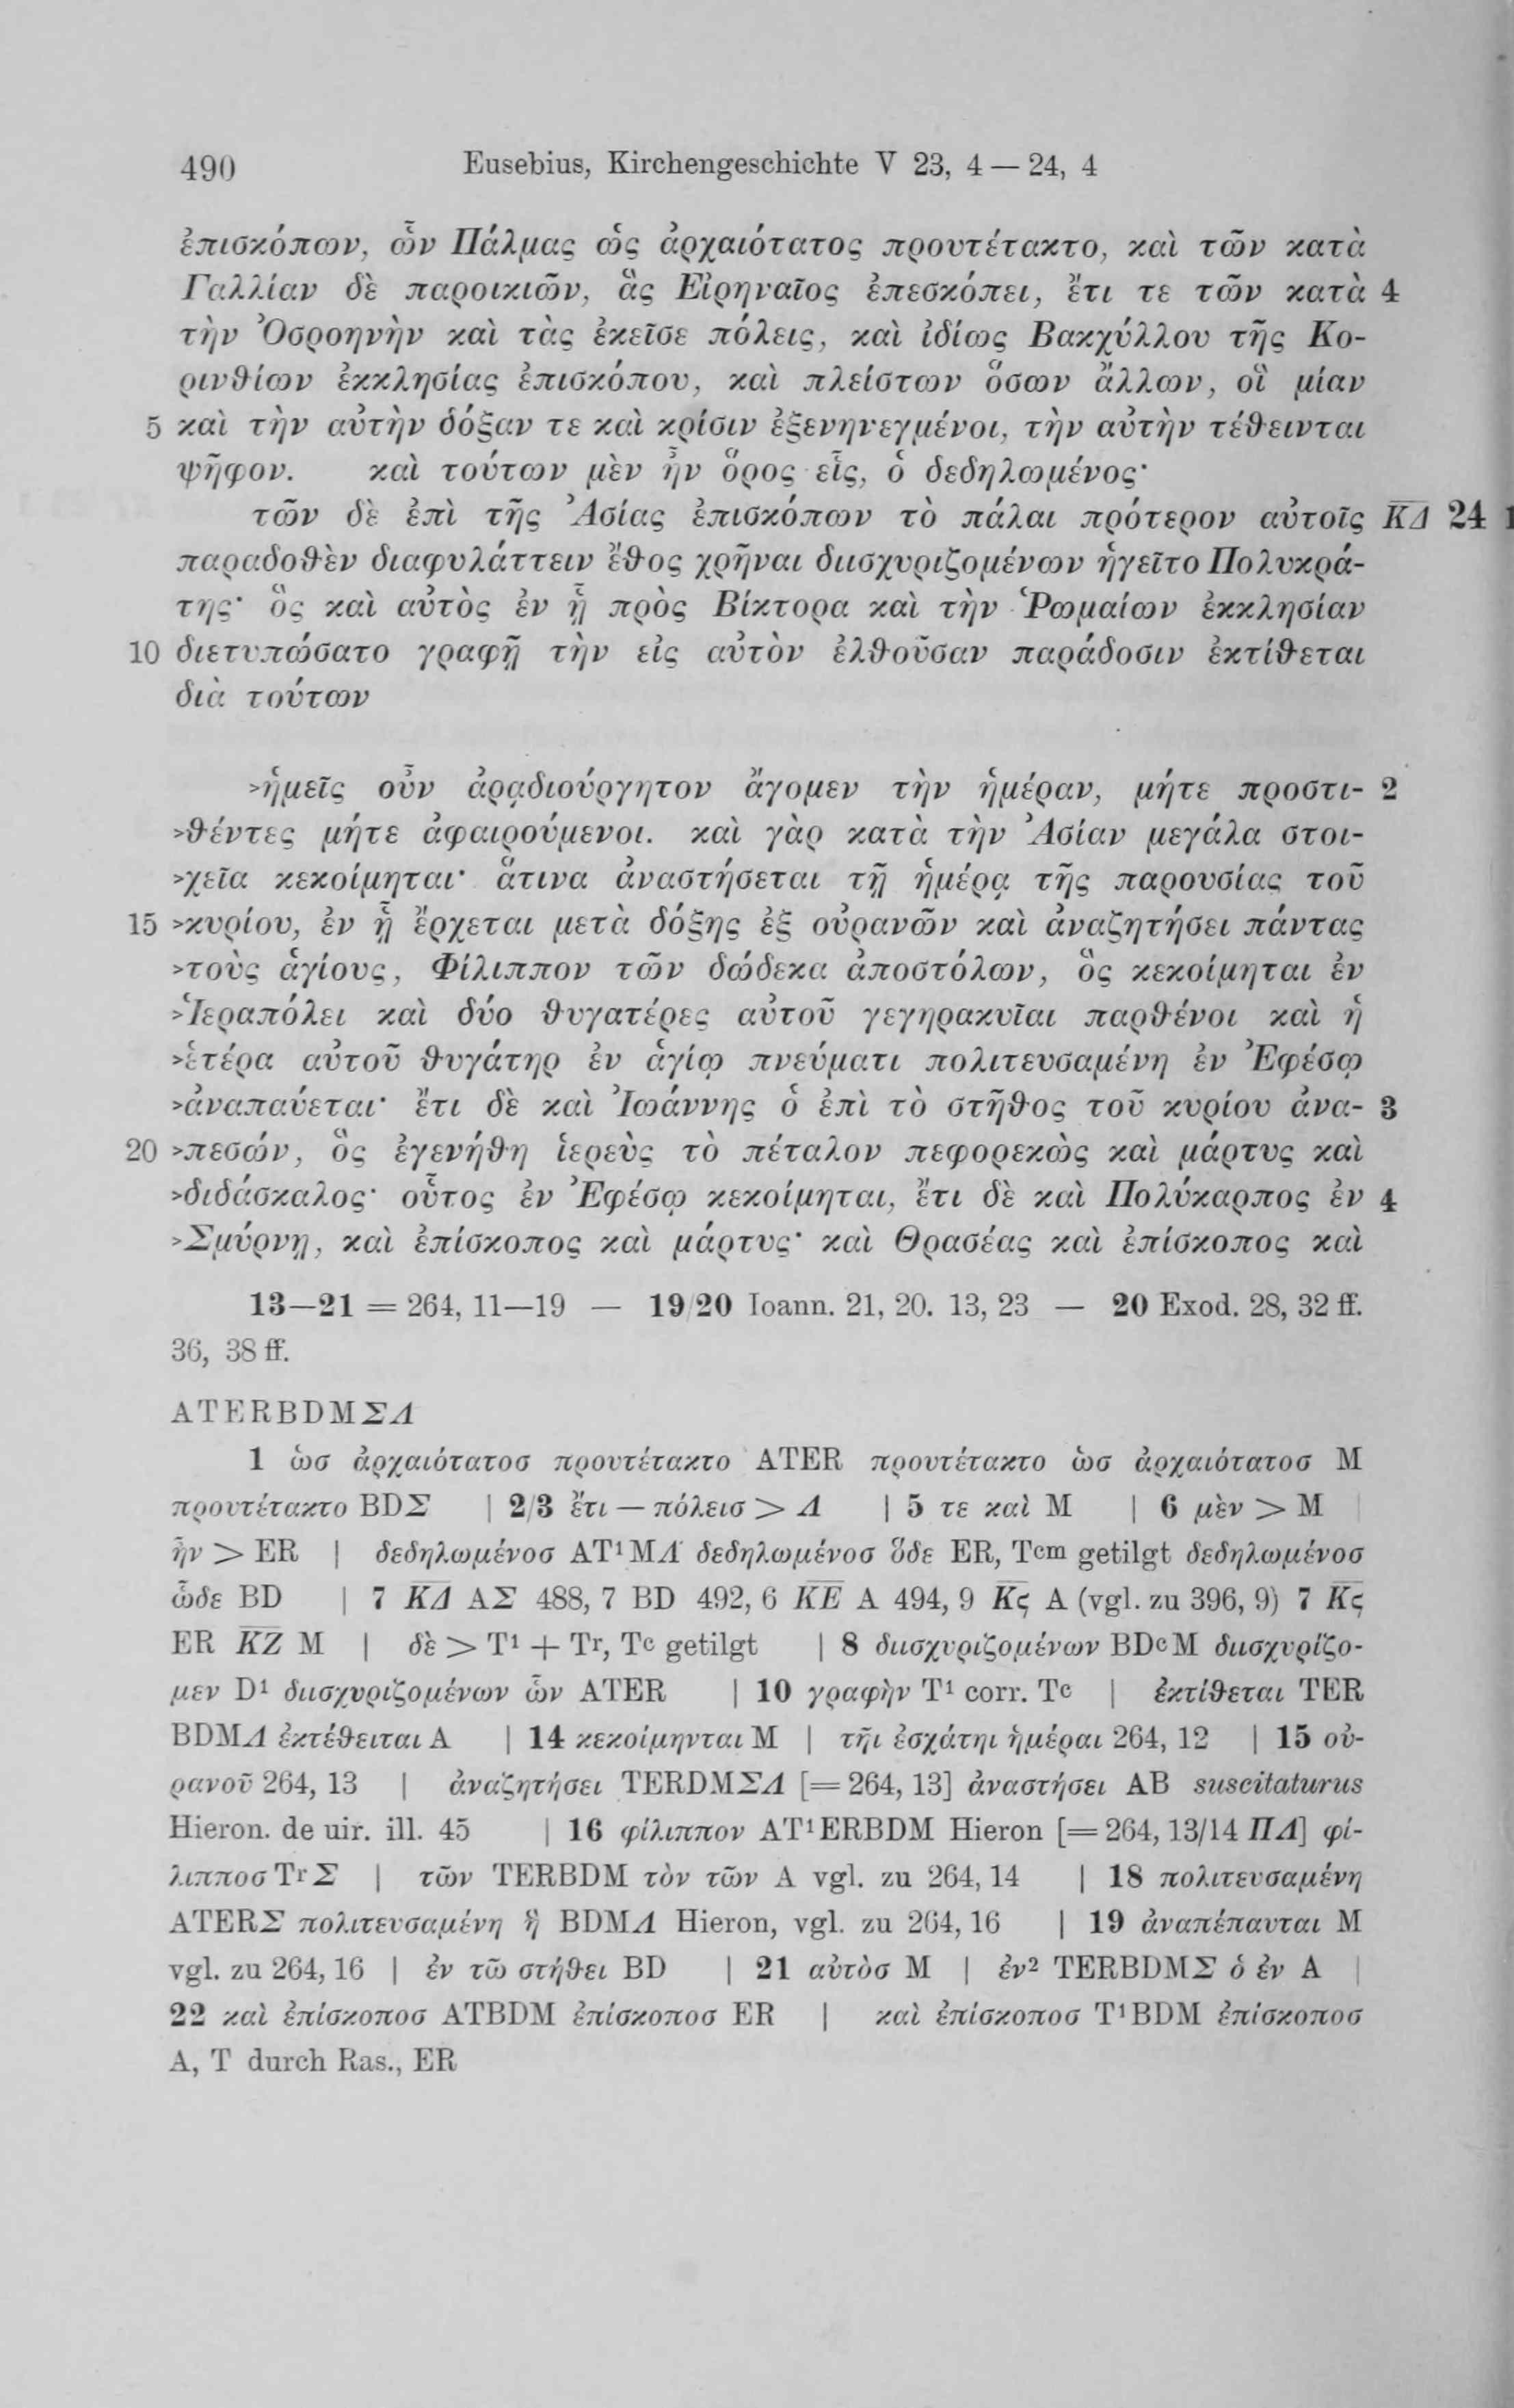 490 Eusebius, Kirchengeschichte V 23, 4 — 24, 4
ἐπισκόπων, ὧν Πάλμας ὡς ἀρχαιότατος προυτέτακτο, καὶ τῶν κατὰ
Γαλλίαν δὲ παροικιῶν, ἃς Εἰρηναῖος ἐπεσκόπει, ἔτι τε τῶν κατὰ 4
τὴν Ὀσροηνὴν καὶ τὰς ἐκεῖσε πόλεις, καὶ ἰδίως Βακχύλλου τῆς Κο-
ρινθίων ἐκκλησίας ἐπισκόπου, καὶ πλείστων ὅσων ἄλλων, οἳ μίαν
5 καὶ τὴν αὐτὴν δόξαν τε καὶ κρίσιν ἐξενηνεγμένοι, τὴν αὐτὴν τέθεινται
ψῆφον. καὶ τούτων μὲν ἦν ὅρος εἷς, ὁ δεδηλωμένος·
τῶν δὲ ἐπὶ τῆς Ἀσίας ἐπισκόπων τὸ πάλαι πρότερον αὐτοῖς ΚΔ 24 1
παραδοθὲν διαφυλάττειν ἔθος χρῆναι διισχυριζομένων ἡγεῖτο Πολυκρά-
της· ὃς καὶ αὐτὸς ἐν ᾗ πρὸς Βίκτορα καὶ τὴν Ῥωμαίων ἐκκλησίαν
10 διετυπώσατο γραφῇ τὴν εἰς αὐτὸν ἐλθοῦσαν παράδοσιν ἐκτίθεται
διὰ τούτων
>ἡμεῖς οὖν ἀρᾳδιούργητον ἄγομεν τὴν ἡμέραν, μήτε προστι- 2
>θέντες μήτε ἀφαιρούμενοι. καὶ γὰρ κατὰ τὴν Ἀσίαν μεγάλα στοι-
>χεῖα κεκοίμηται· ἅτινα ἀναστήσεται τῇ ἡμέρᾳ τῆς παρουσίας τοῦ
15 >κυρίου, ἐν ᾗ ἔρχεται μετὰ δόξης ἐξ οὐρανῶν καὶ ἀναζητήσει πάντας
>τοὺς ἁγίους, Φίλιππον τῶν δώδεκα ἀποστόλων, ὃς κεκοίμηται ἐν
>Ἱεραπόλει καὶ δύο θυγατέρες αὐτοῦ γεγηρακυῖαι παρθένοι καὶ ἡ
>ἑτέρα αὐτοῦ θυγάτηρ ἐν ἁγίῳ πνεύματι πολιτευσαμένη ἐν Ἐφέσῳ
>ἀναπαύεται· ἔτι δὲ καὶ Ἰωάννης ὁ ἐπὶ τὸ στῆθος τοῦ κυρίου ἀνα- 3
20 >πεσών, ὃς ἐγενήθη ἱερεὺς τὸ πέταλον πεφορεκὼς καὶ μάρτυς καὶ
>διδάσκαλος· οὗτος ἐν Ἐφέσῳ κεκοίμηται, ἔτι δὲ καὶ Πολύκαρπος ἐν 4
>Σμύρνῃ, καὶ ἐπίσκοπος καὶ μάρτυς· καὶ Θρασέας καὶ ἐπίσκοπος καὶ
13—21 = 264, 11—19 — 19/20 Ioann. 21, 20. 13, 23 — 20 Exod. 28, 32 ff.
36, 38 ff.
ATERBDMΣΛ
1 ὡσ ἀρχαιότατοσ προυτέτακτο ATER προυτέτακτο ὡσ ἀρχαιότατοσ M
προυτέτακτο BDΣ | 2/3 ἔτι — πόλεισ > Λ | 5 τε καὶ M | 6 μὲν > M |
ἦν > ER | δεδηλωμένοσ AT¹MΛ δεδηλωμένοσ ὅδε ER, Tᶜᵐ getilgt δεδηλωμένοσ
ὧδε BD | 7 ΚΔ AΣ 488, 7 BD 492, 6 ΚΕ A 494, 9 Κς A (vgl. zu 396, 9) 7 Κς
ER ΚΖ M | δὲ > T¹ + Tʳ, Tᶜ getilgt | 8 διισχυριζομένων BDᶜM διισχυρίζο-
μεν D¹ διισχυριζομένων ὧν ATER | 10 γραφὴν T¹ corr. Tᶜ | ἐκτίθεται TER
BDMΛ ἐκτέθειται A | 14 κεκοίμηνται M | τῆι ἐσχάτηι ἡμέραι 264, 12 | 15 οὐ-
ρανοῦ 264, 13 | ἀναζητήσει TERDMΣΛ [= 264, 13] ἀναστήσει AB suscitaturus
Hieron. de uir. ill. 45 | 16 φίλιππον AT¹ERBDM Hieron [= 264, 13/14 ΠΛ] φί-
λιπποσ TʳΣ | τῶν TERBDM τὸν τῶν A vgl. zu 264, 14 | 18 πολιτευσαμένη
ATERΣ πολιτευσαμένη ἣ BDMΛ Hieron, vgl. zu 264, 16 | 19 ἀναπέπαυται M
vgl. zu 264, 16 | ἐν τῶ στήθει BD | 21 αὐτὸσ M | ἐν² TERBDMΣ ὁ ἐν A |
22 καὶ ἐπίσκοποσ ATBDM ἐπίσκοποσ ER | καὶ ἐπίσκοποσ T¹BDM ἐπίσκοποσ
A, T durch Ras., ER